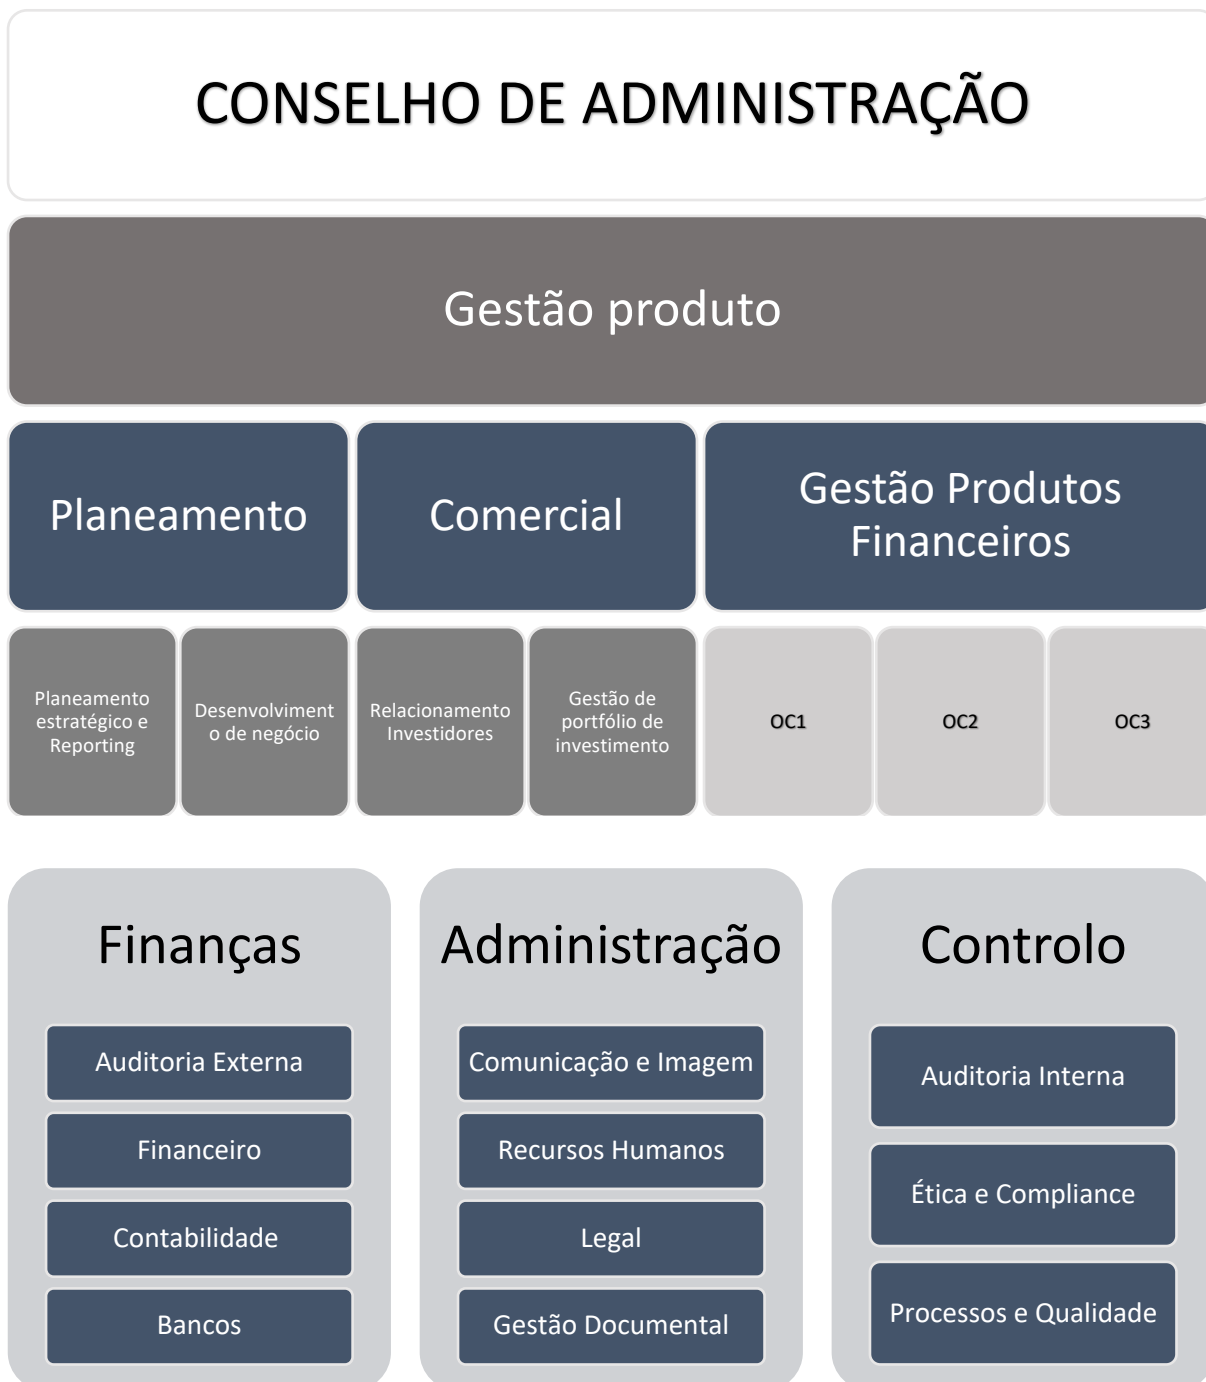 CONSELHO DE ADMINISTRAÇÃO
Gestão produto
Planeamento
Comercial
Gestão Produtos
Financeiros
Planeamento
estratégico e
Reporting
Desenvolviment
o de negócio
Relacionamento
Investidores
Gestão de
portfólio de
investimento
OC1
OC2
OC3
Finanças
Auditoria Externa
Financeiro
Contabilidade
Bancos
Administração
Comunicação e Imagem
Recursos Humanos
Legal
Gestão Documental
Controlo
Auditoria Interna
Ética e Compliance
Processos e Qualidade